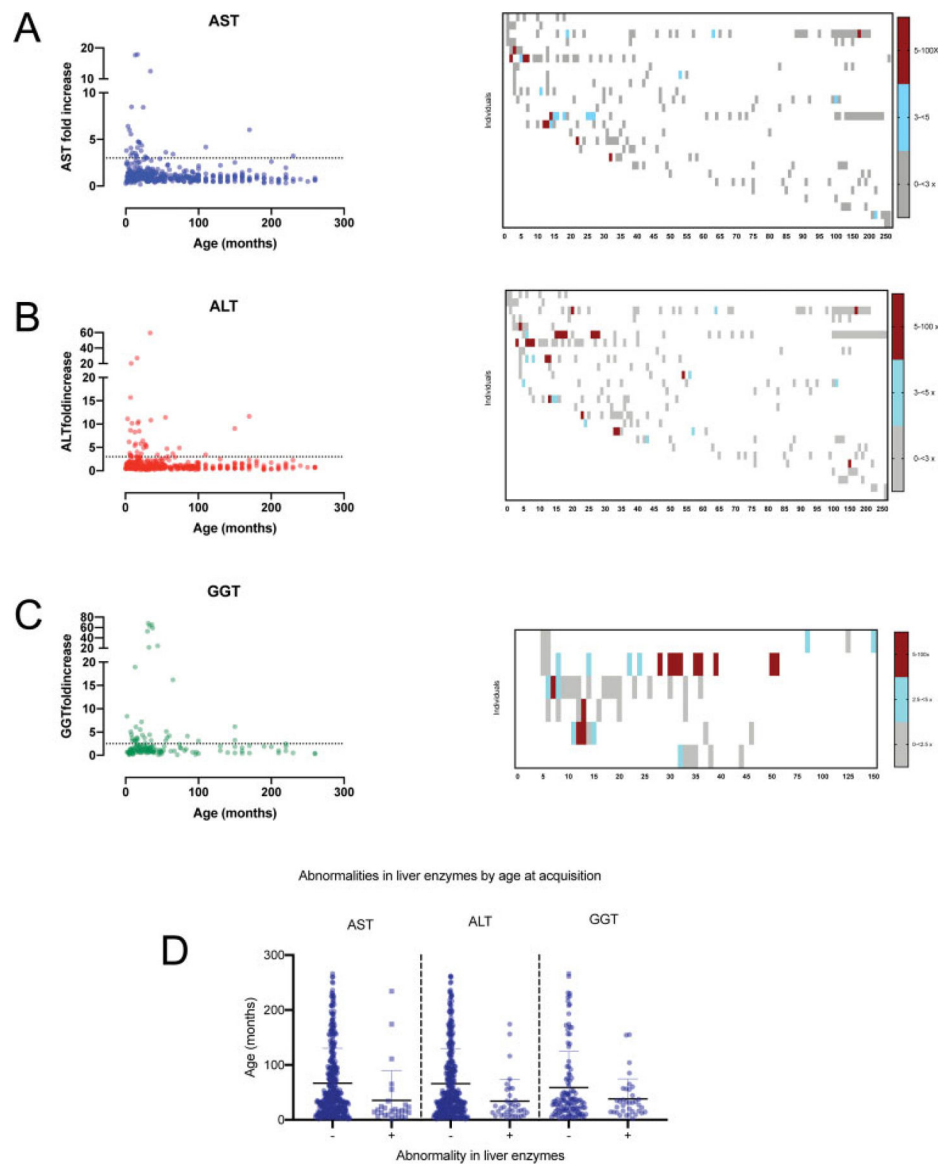 A
AST
AST fold increase
20
10
10
5
0
0 100 200 300
Age (months)
Individuals
0 5 10 15 20 25 30 35 40 45 50 55 60 65 70 75 80 85 90 95 100 150 200 250
5-100X
3-<5
0-<3 x
B
ALT
ALTfoldincrease
60
40
20
20
15
10
5
0
0 100 200 300
Age (months)
Individuals
0 5 10 15 20 25 30 35 40 45 50 55 60 65 70 75 80 85 90 95 100 150 200 250
5-100 x
3-<5 x
0-<3 x
C
GGT
GGTfoldincrease
80
60
40
20
20
15
10
5
0
0 100 200 300
Age (months)
Individuals
0 5 10 15 20 25 30 35 40 45 50 75 100 125 150
5-100x
2.5-<5 x
0-<2.5 x
Abnormalities in liver enzymes by age at acquisition
D
AST ALT GGT
Age (months)
300
200
100
0
- + - + - +
Abnormality in liver enzymes